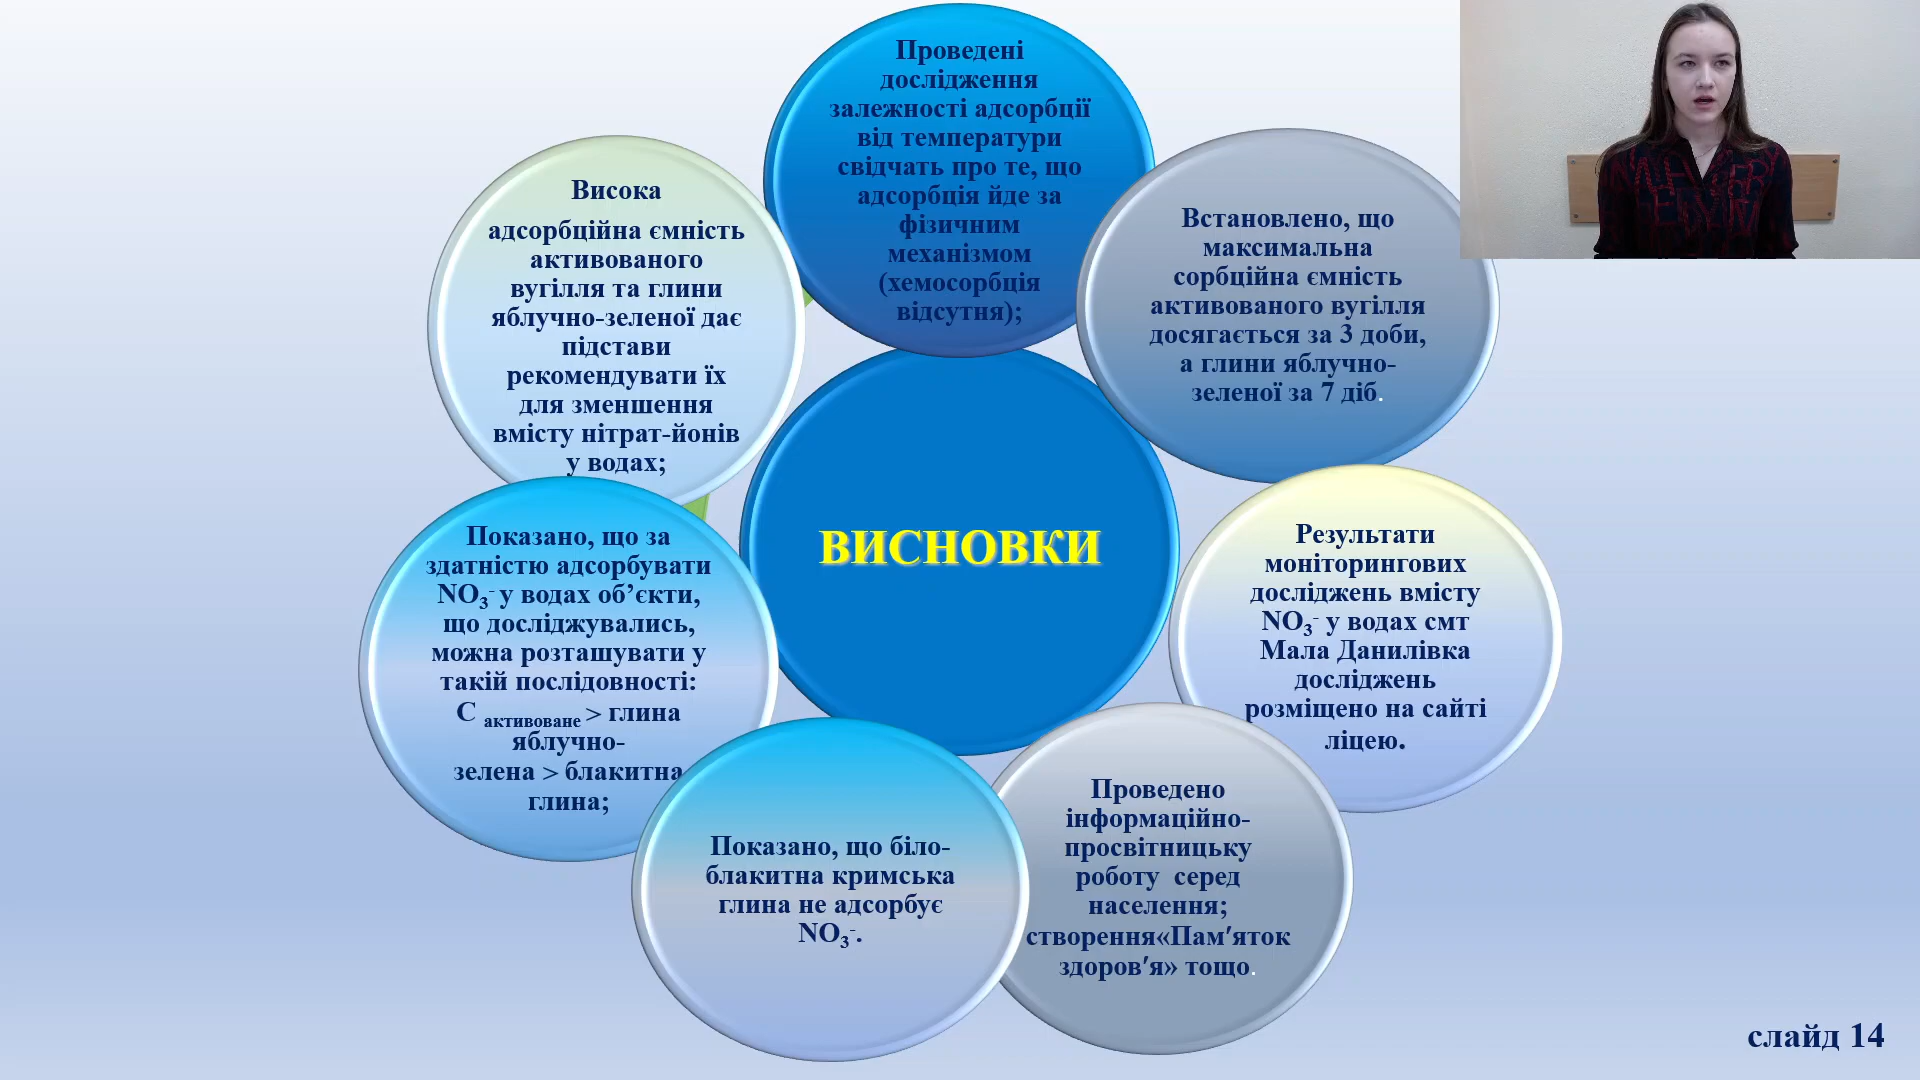 Проведені
дослідження
залежності адсорбції
від температури
свідчать про те, що
адсорбція йде за
фізичним
механізмом
(хемосорбція
відсутня);
Встановлено, що
максимальна
сорбційна ємність
активованого вугілля
досягається за 3 доби,
а глини яблучно-
зеленої за 7 діб.
Результати
моніторингових
досліджень вмісту
NO₃⁻ у водах смт
Мала Данилівка
досліджень
розміщено на сайті
ліцею.
Проведено
інформаційно-
просвітницьку
роботу серед
населення;
створення«Пам′яток
здоров′я» тощо.
Показано, що біло-
блакитна кримська
глина не адсорбує
NO₃⁻.
Показано, що за
здатністю адсорбувати
NO₃⁻ у водах об’єкти,
що досліджувались,
можна розташувати у
такій послідовності:
С активоване > глина
яблучно-
зелена > блакитна
глина;
Висока
адсорбційна ємність
активованого
вугілля та глини
яблучно-зеленої дає
підстави
рекомендувати їх
для зменшення
вмісту нітрат-йонів
у водах;
ВИСНОВКИ
слайд 14